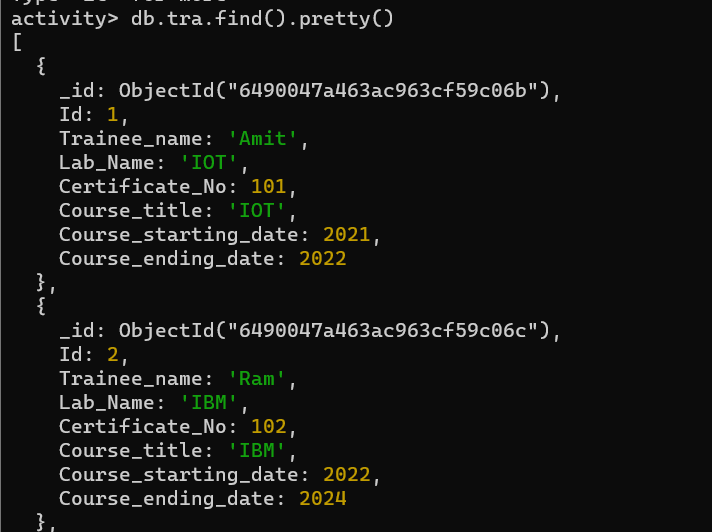 activity> db.tra.find().pretty()
[
  {
    _id: ObjectId("6490047a463ac963cf59c06b"),
    Id: 1,
    Trainee_name: 'Amit',
    Lab_Name: 'IOT',
    Certificate_No: 101,
    Course_title: 'IOT',
    Course_starting_date: 2021,
    Course_ending_date: 2022
  },
  {
    _id: ObjectId("6490047a463ac963cf59c06c"),
    Id: 2,
    Trainee_name: 'Ram',
    Lab_Name: 'IBM',
    Certificate_No: 102,
    Course_title: 'IBM',
    Course_starting_date: 2022,
    Course_ending_date: 2024
  },